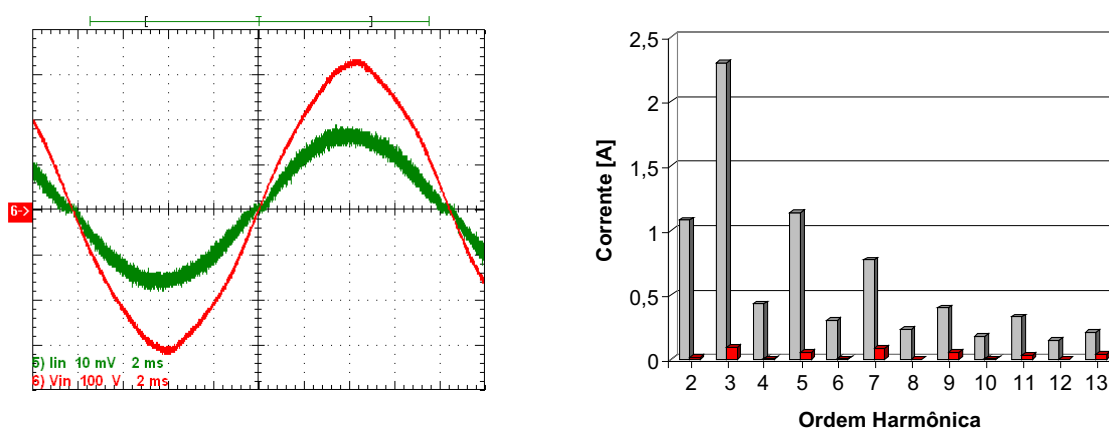 6->
5) Iin 10 mV 2 ms
6) Vin 100 V 2 ms
2,5
2
1,5
1
0,5
0
Corrente [A]
2 3 4 5 6 7 8 9 10 11 12 13
Ordem Harmônica